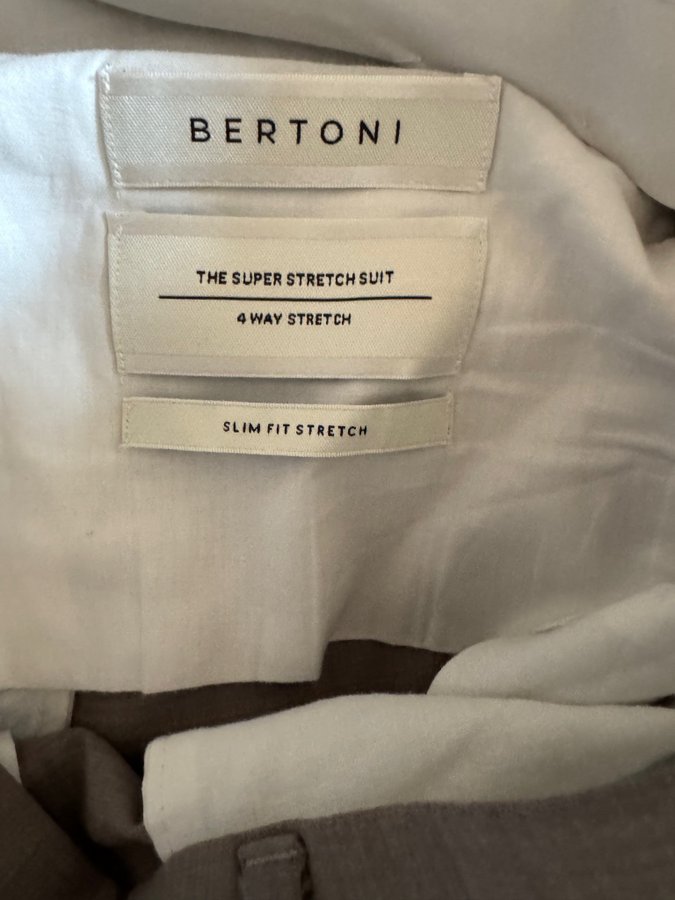 BERTONI
THE SUPER STRETCH SUIT
4 WAY STRETCH
SLIM FIT STRETCH